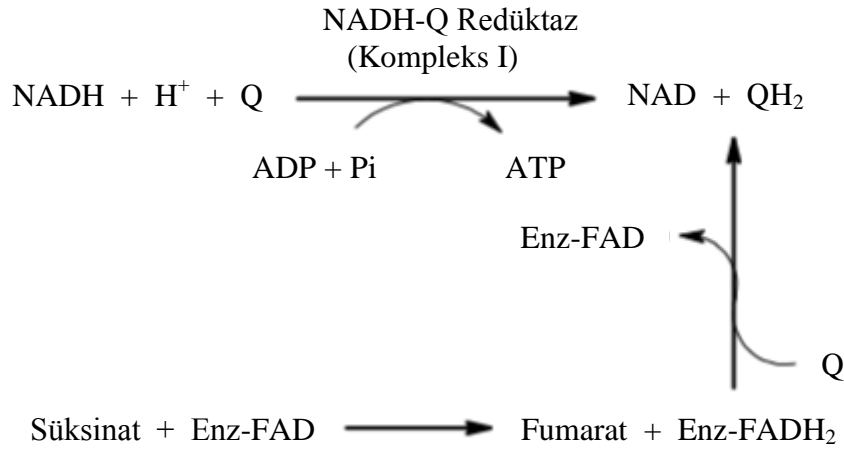 NADH-Q Redüktaz
(Kompleks I)
NADH + H⁺ + Q NAD + QH₂
ADP + Pi ATP
Enz-FAD
Q
Süksinat + Enz-FAD Fumarat + Enz-FADH₂